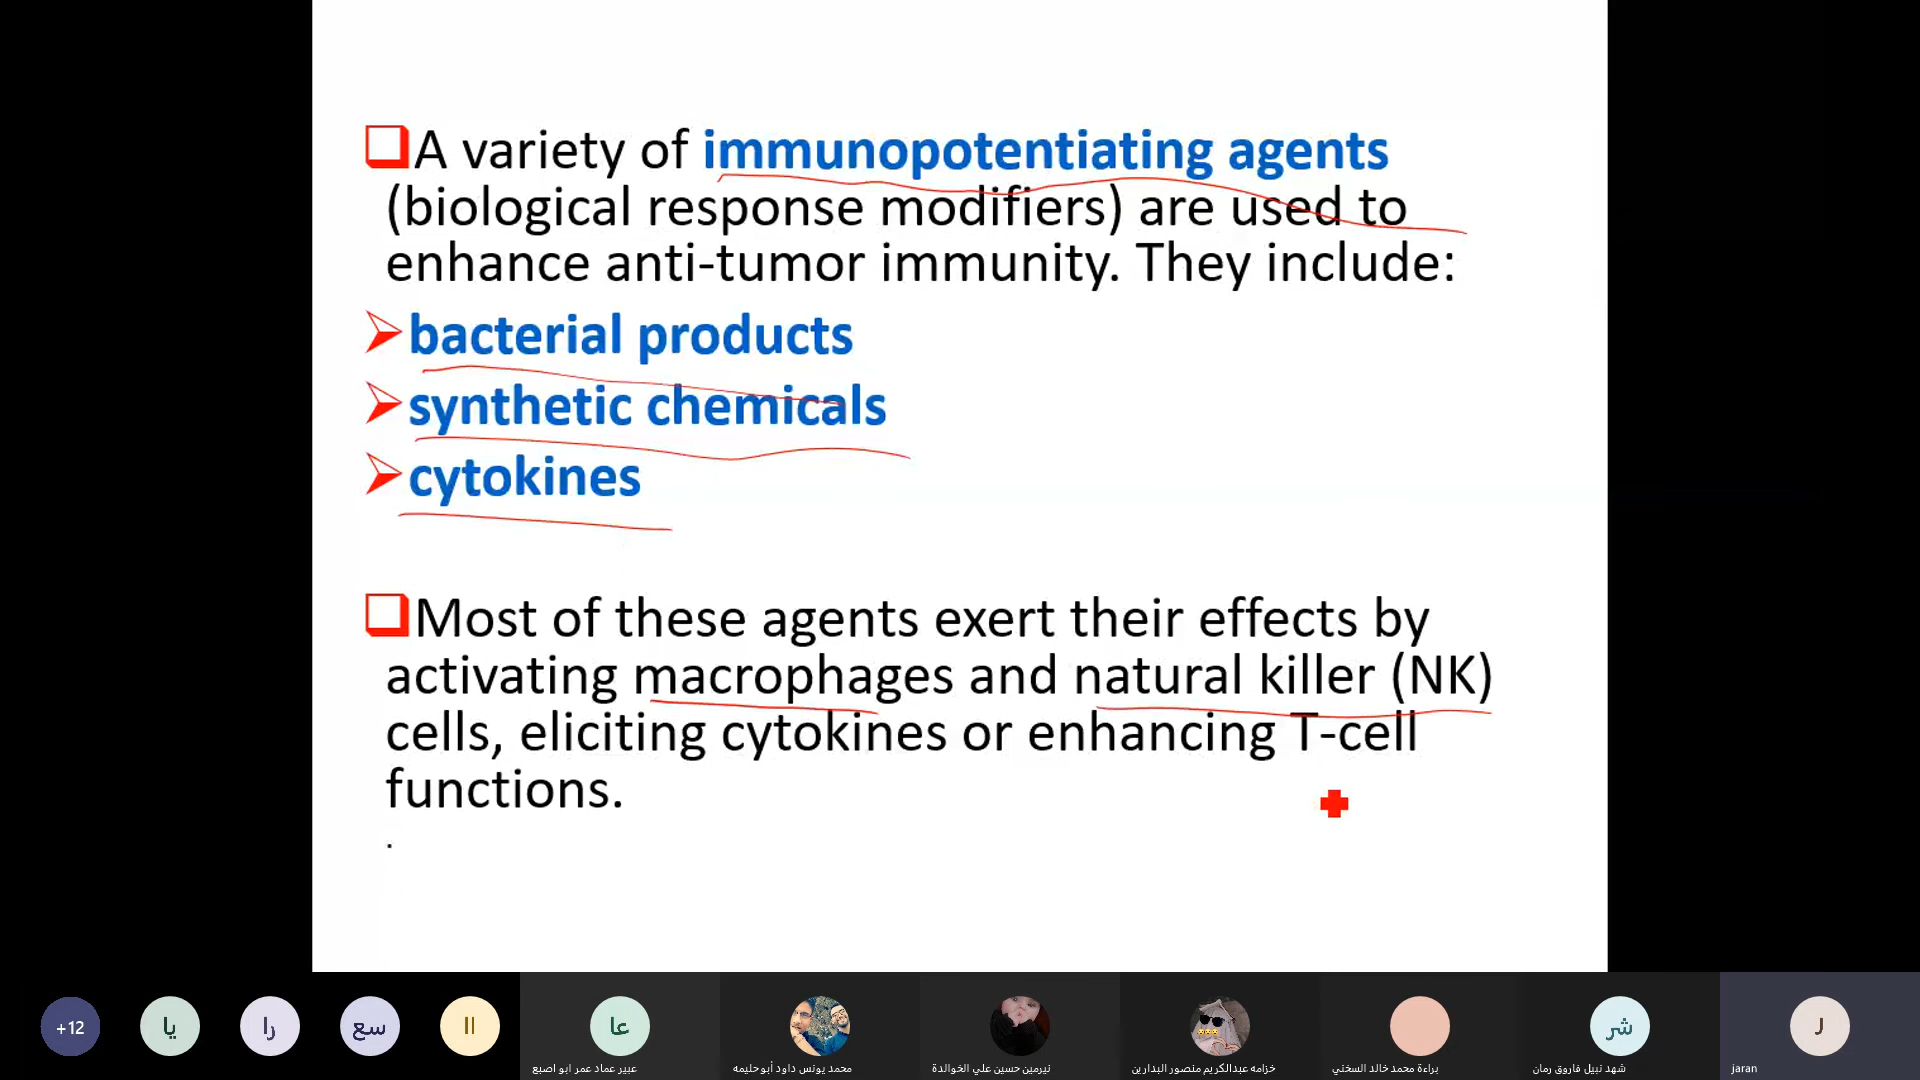 A variety of immunopotentiating agents
(biological response modifiers) are used to
enhance anti-tumor immunity. They include:
bacterial products
synthetic chemicals
cytokines
Most of these agents exert their effects by
activating macrophages and natural killer (NK)
cells, eliciting cytokines or enhancing T-cell
functions.
.
+12
يا
را
سع
اا
عا
شر
J
عبير عماد عمر ابو اصبع
محمد يونس داود أبوحليمه
نيرمين حسين علي الخوالدة
خزامه عبدالكريم منصور البدارين
براءة محمد خالد السخني
شهد نبيل فاروق رمان
jaran